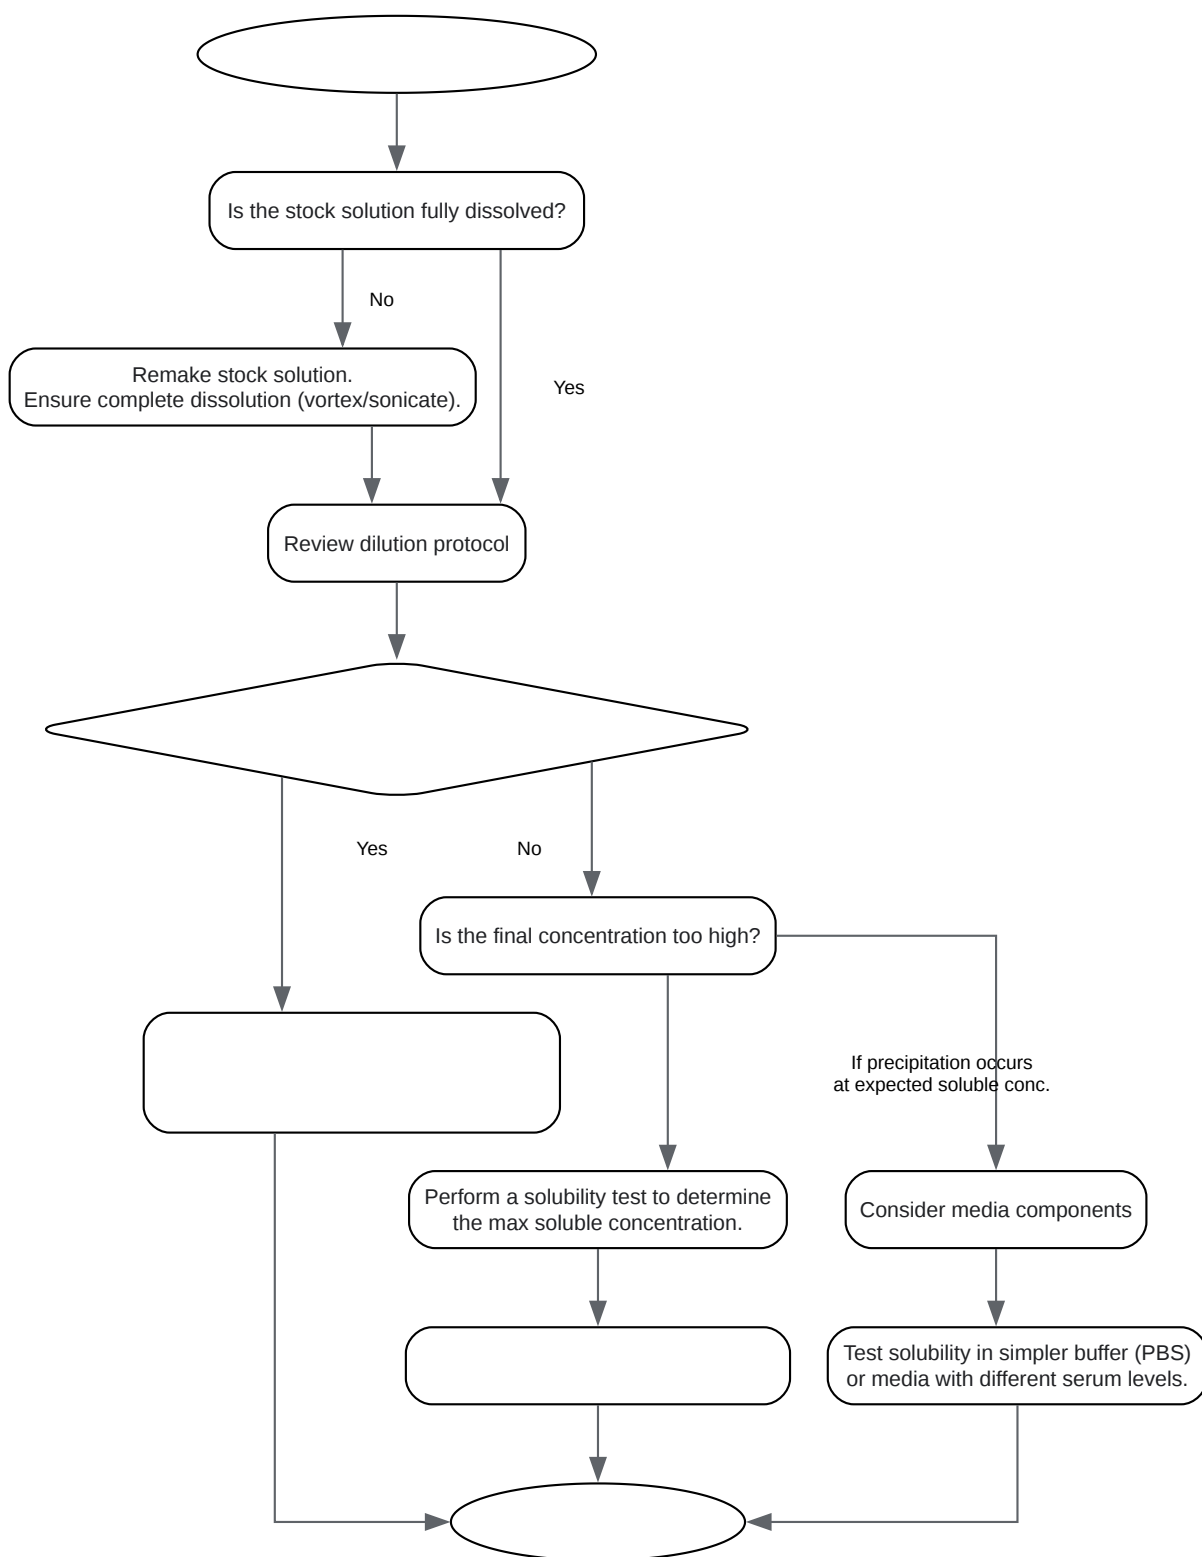 Is the stock solution fully dissolved?
No
Remake stock solution.
Ensure complete dissolution (vortex/sonicate).
Yes
Review dilution protocol
Yes
No
Is the final concentration too high?
If precipitation occurs
at expected soluble conc.
Perform a solubility test to determine
the max soluble concentration.
Consider media components
Test solubility in simpler buffer (PBS)
or media with different serum levels.